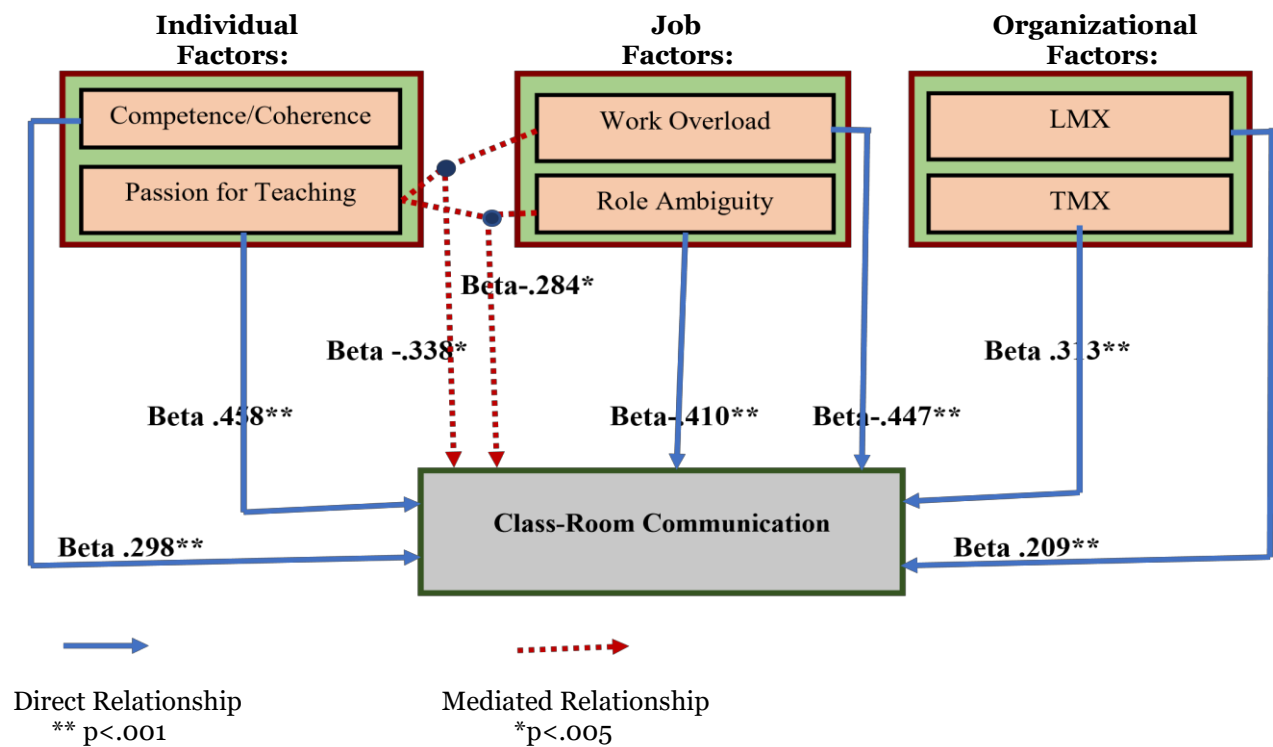 Individual
Factors:
Job
Factors:
Organizational
Factors:
Competence/Coherence
Passion for Teaching
Work Overload
Role Ambiguity
LMX
TMX
Beta-.284*
Beta -.338*
Beta .313**
Beta .458**
Beta-.410**
Beta-.447**
Class-Room Communication
Beta .298**
Beta .209**
Direct Relationship
** p<.001
Mediated Relationship
*p<.005